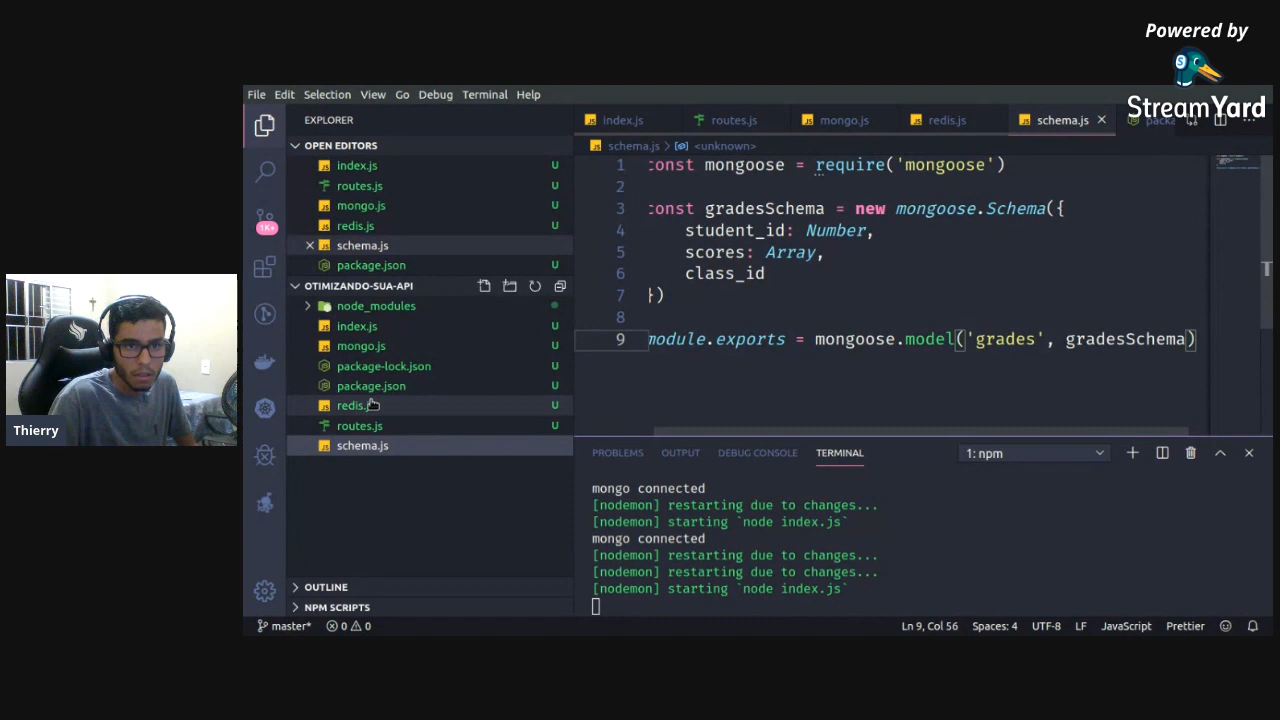 Powered by
StreamYard
File Edit Selection View Go Debug Terminal Help
EXPLORER
OPEN EDITORS
index.js U
routes.js U
mongo.js U
redis.js U
schema.js
package.json U
OTIMIZANDO-SUA-API
node_modules
index.js U
mongo.js U
package-lock.json U
package.json U
redis.j U
routes.js U
schema.js
OUTLINE
NPM SCRIPTS
1K+
index.js routes.js mongo.js redis.js schema.js packa
schema.js > <unknown>
1 const mongoose = require('mongoose')
2
3 const gradesSchema = new mongoose.Schema({
4 student_id: Number,
5 scores: Array,
6 class_id
7 })
8
9 module.exports = mongoose.model('grades', gradesSchema)
PROBLEMS OUTPUT DEBUG CONSOLE TERMINAL 1: npm
mongo connected
[nodemon] restarting due to changes...
[nodemon] starting `node index.js`
mongo connected
[nodemon] restarting due to changes...
[nodemon] restarting due to changes...
[nodemon] starting `node index.js`
master* 0 0 Ln 9, Col 56 Spaces: 4 UTF-8 LF JavaScript Prettier
Thierry